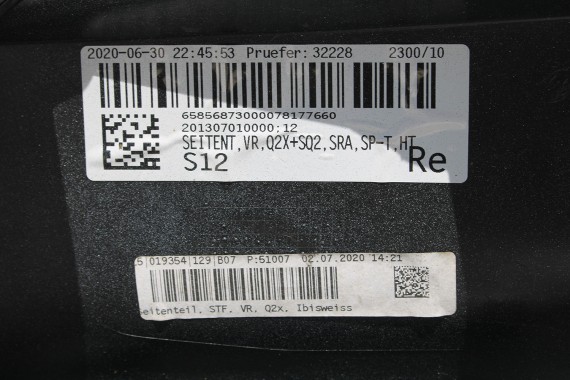 2020-06-30 22:45:53 Pruefer: 32228 2300/10
65856873000078177660
201307010000;12
SEITENT,VR,Q2X+SQ2,SRA,SP-T,HT
S12 Re
5|019354|129|B07 P:51007 02.07.2020 14:21
eitenteil. STF. VR. Q2x. Ibisweiss